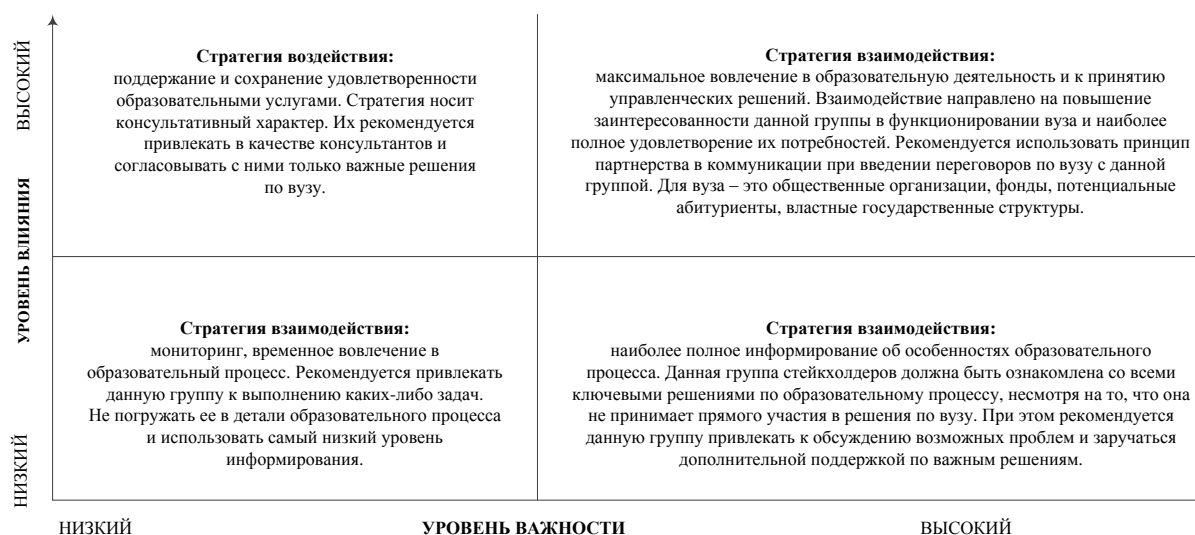 ВЫСОКИЙ
УРОВЕНЬ ВЛИЯНИЯ
НИЗКИЙ
Стратегия воздействия:
поддержание и сохранение удовлетворенности
образовательными услугами. Стратегия носит
консультативный характер. Их рекомендуется
привлекать в качестве консультантов и
согласовывать с ними только важные решения
по вузу.
Стратегия взаимодействия:
максимальное вовлечение в образовательную деятельность и к принятию
управленческих решений. Взаимодействие направлено на повышение
заинтересованности данной группы в функционировании вуза и наиболее
полное удовлетворение их потребностей. Рекомендуется использовать принцип
партнерства в коммуникации при введении переговоров по вузу с данной
группой. Для вуза – это общественные организации, фонды, потенциальные
абитуриенты, властные государственные структуры.
Стратегия взаимодействия:
мониторинг, временное вовлечение в
образовательный процесс. Рекомендуется привлекать
данную группу к выполнению каких-либо задач.
Не погружать ее в детали образовательного процесса
и использовать самый низкий уровень
информирования.
Стратегия взаимодействия:
наиболее полное информирование об особенностях образовательного
процесса. Данная группа стейкхолдеров должна быть ознакомлена со всеми
ключевыми решениями по образовательному процессу, несмотря на то, что она
не принимает прямого участия в решения по вузу. При этом рекомендуется
данную группу привлекать к обсуждению возможных проблем и заручаться
дополнительной поддержкой по важным решениям.
НИЗКИЙ
УРОВЕНЬ ВАЖНОСТИ
ВЫСОКИЙ